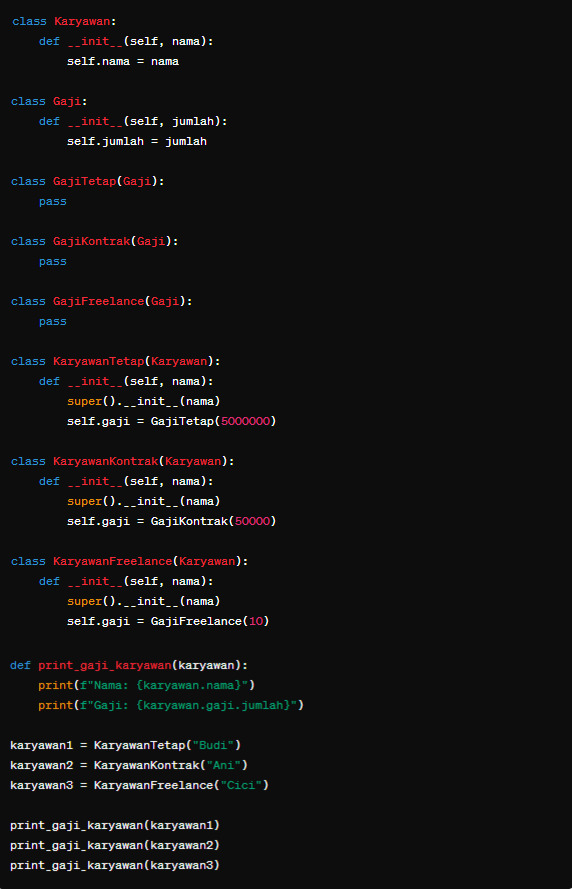 class Karyawan:
    def __init__(self, nama):
        self.nama = nama

class Gaji:
    def __init__(self, jumlah):
        self.jumlah = jumlah

class GajiTetap(Gaji):
    pass

class GajiKontrak(Gaji):
    pass

class GajiFreelance(Gaji):
    pass

class KaryawanTetap(Karyawan):
    def __init__(self, nama):
        super().__init__(nama)
        self.gaji = GajiTetap(5000000)

class KaryawanKontrak(Karyawan):
    def __init__(self, nama):
        super().__init__(nama)
        self.gaji = GajiKontrak(50000)

class KaryawanFreelance(Karyawan):
    def __init__(self, nama):
        super().__init__(nama)
        self.gaji = GajiFreelance(10)

def print_gaji_karyawan(karyawan):
    print(f"Nama: {karyawan.nama}")
    print(f"Gaji: {karyawan.gaji.jumlah}")

karyawan1 = KaryawanTetap("Budi")
karyawan2 = KaryawanKontrak("Ani")
karyawan3 = KaryawanFreelance("Cici")

print_gaji_karyawan(karyawan1)
print_gaji_karyawan(karyawan2)
print_gaji_karyawan(karyawan3)